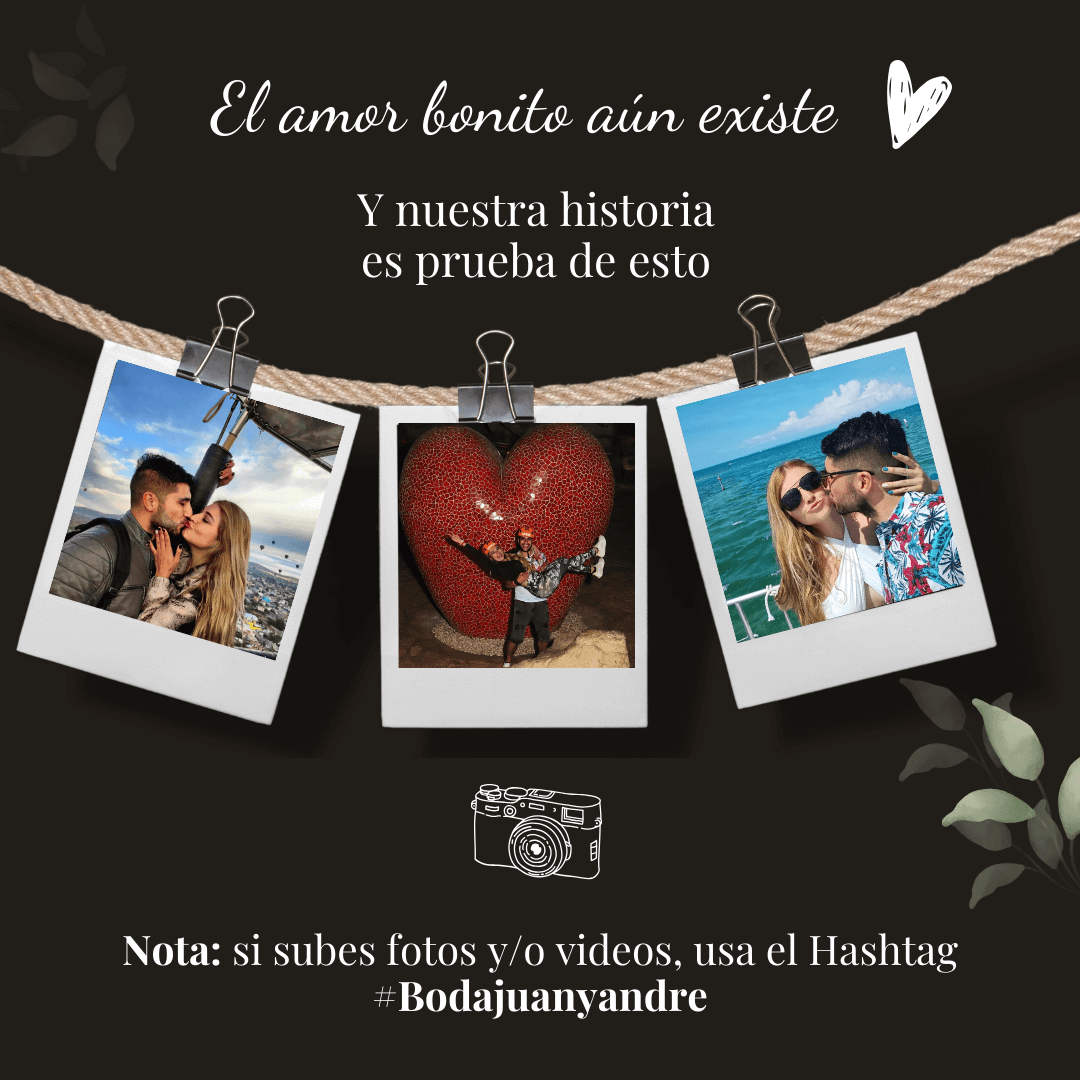 El amor bonito aún existe
Y nuestra historia
es prueba de esto
Nota: si subes fotos y/o videos, usa el Hashtag
#Bodajuanyandre